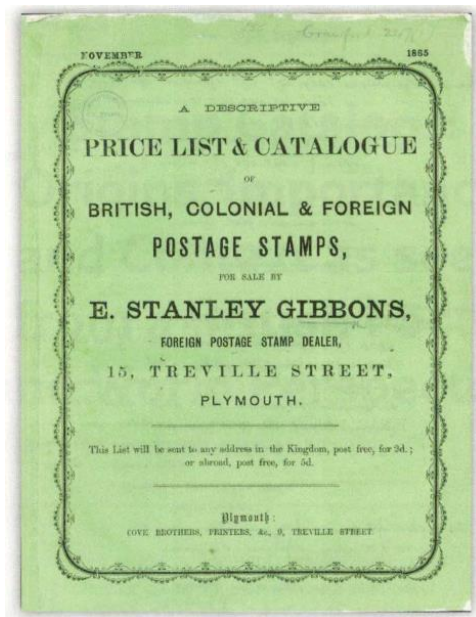 NOVEMBER 1865
A DESCRIPTIVE
PRICE LIST & CATALOGUE
OF
BRITISH, COLONIAL & FOREIGN
POSTAGE STAMPS,
FOR SALE BY
E. STANLEY GIBBONS,
FOREIGN POSTAGE STAMP DEALER,
15, TREVILLE STREET,
PLYMOUTH.
This List will be sent to any address in the Kingdom, post free, for 2d.;
or abroad, post free, for 5d.
Plymouth:
COVE BROTHERS, PRINTERS, &c., 9, TREVILLE STREET.